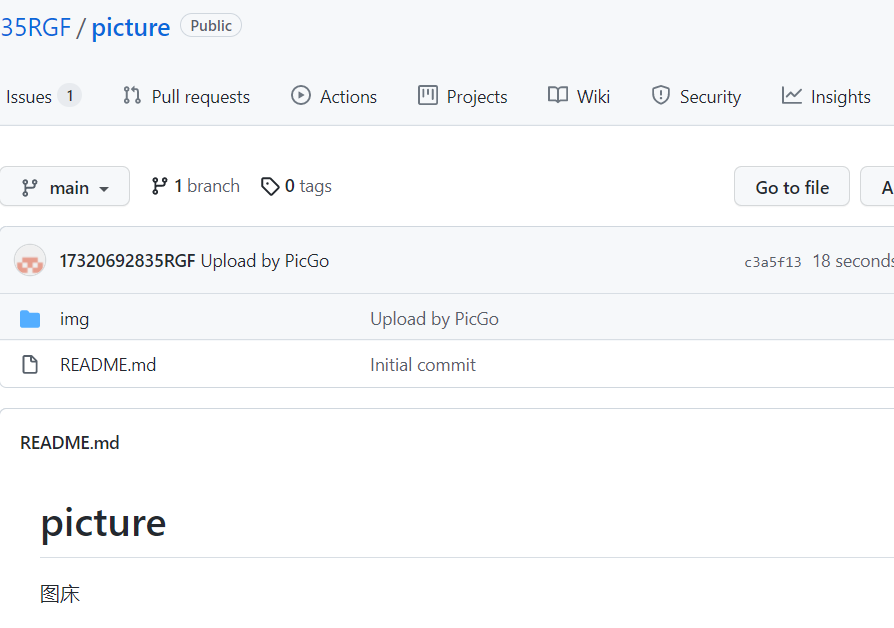 35RGF / picture Public
Issues 1 Pull requests Actions Projects Wiki Security Insights
main 1 branch 0 tags Go to file
17320692835RGF Upload by PicGo c3a5f13 18 seconds
img Upload by PicGo
README.md Initial commit
README.md
picture
图床